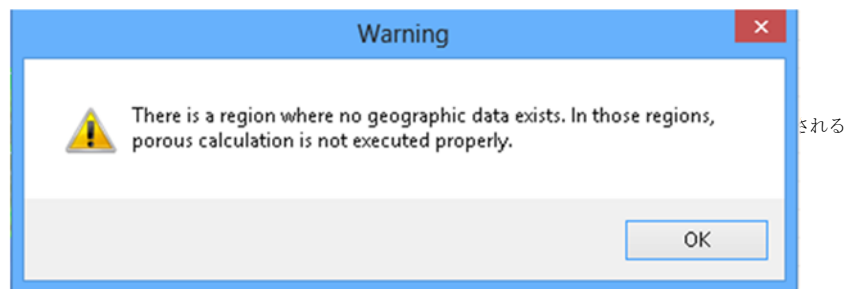 Warning
There is a region where no geographic data exists. In those regions,
porous calculation is not executed properly.
される
OK